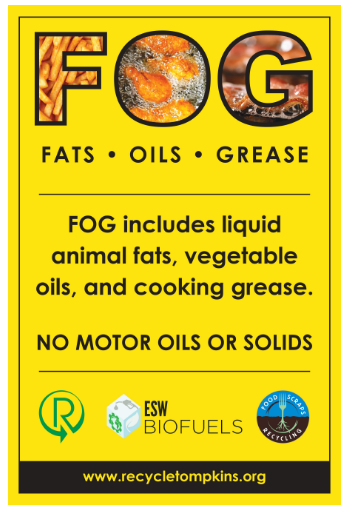 FOG
FATS • OILS • GREASE
FOG includes liquid
animal fats, vegetable
oils, and cooking grease.
NO MOTOR OILS OR SOLIDS
R
ESW
BIOFUELS
FOOD SCRAPS
RECYCLING
www.recycletompkins.org